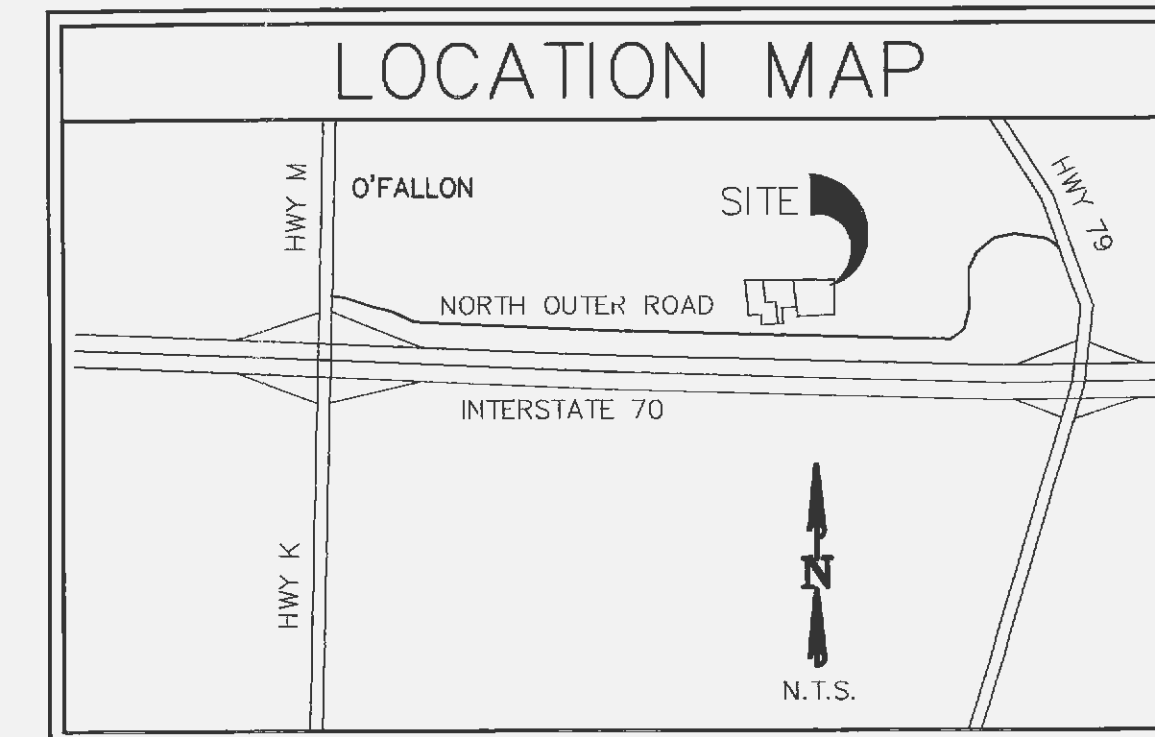 LOCATION MAP
HWY M
O'FALLON
SITE
HWY 79
NORTH OUTER ROAD
INTERSTATE 70
HWY K
N
N.T.S.